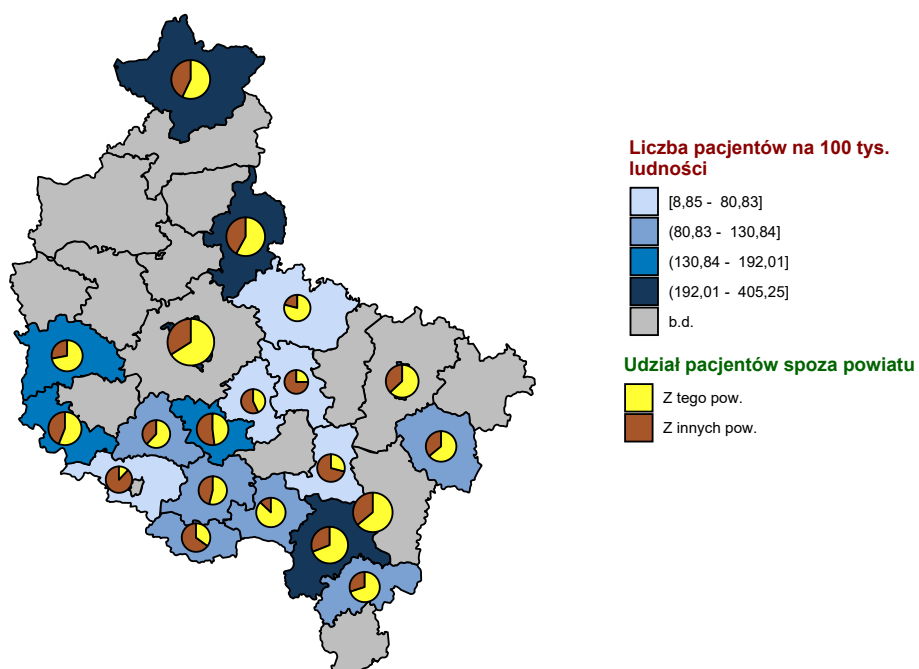 Liczba pacjentów na 100 tys.
ludności
[8,85 - 80,83]
(80,83 - 130,84]
(130,84 - 192,01]
(192,01 - 405,25]
b.d.
Udział pacjentów spoza powiatu
Z tego pow.
Z innych pow.